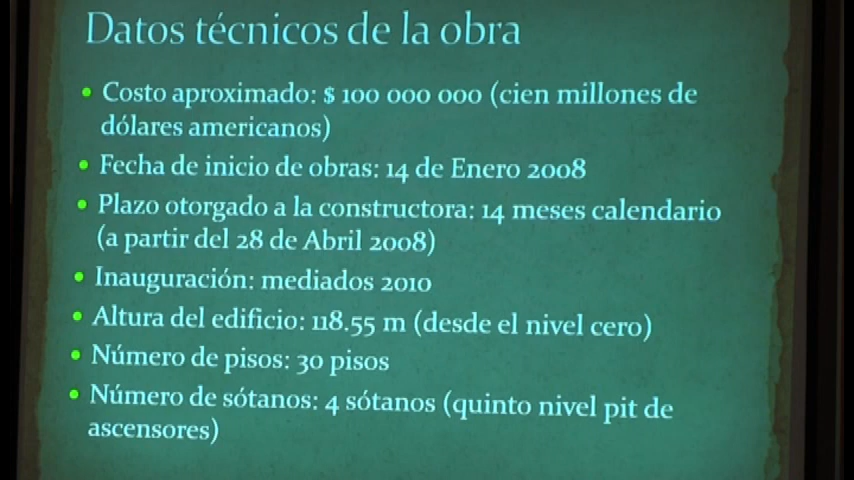 Datos técnicos de la obra
Costo aproximado: $ 100 000 000 (cien millones de
dólares americanos)
Fecha de inicio de obras: 14 de Enero 2008
Plazo otorgado a la constructora: 14 meses calendario
(a partir del 28 de Abril 2008)
Inauguración: mediados 2010
Altura del edificio: 118.55 m (desde el nivel cero)
Número de pisos: 30 pisos
Número de sótanos: 4 sótanos (quinto nivel pit de
ascensores)